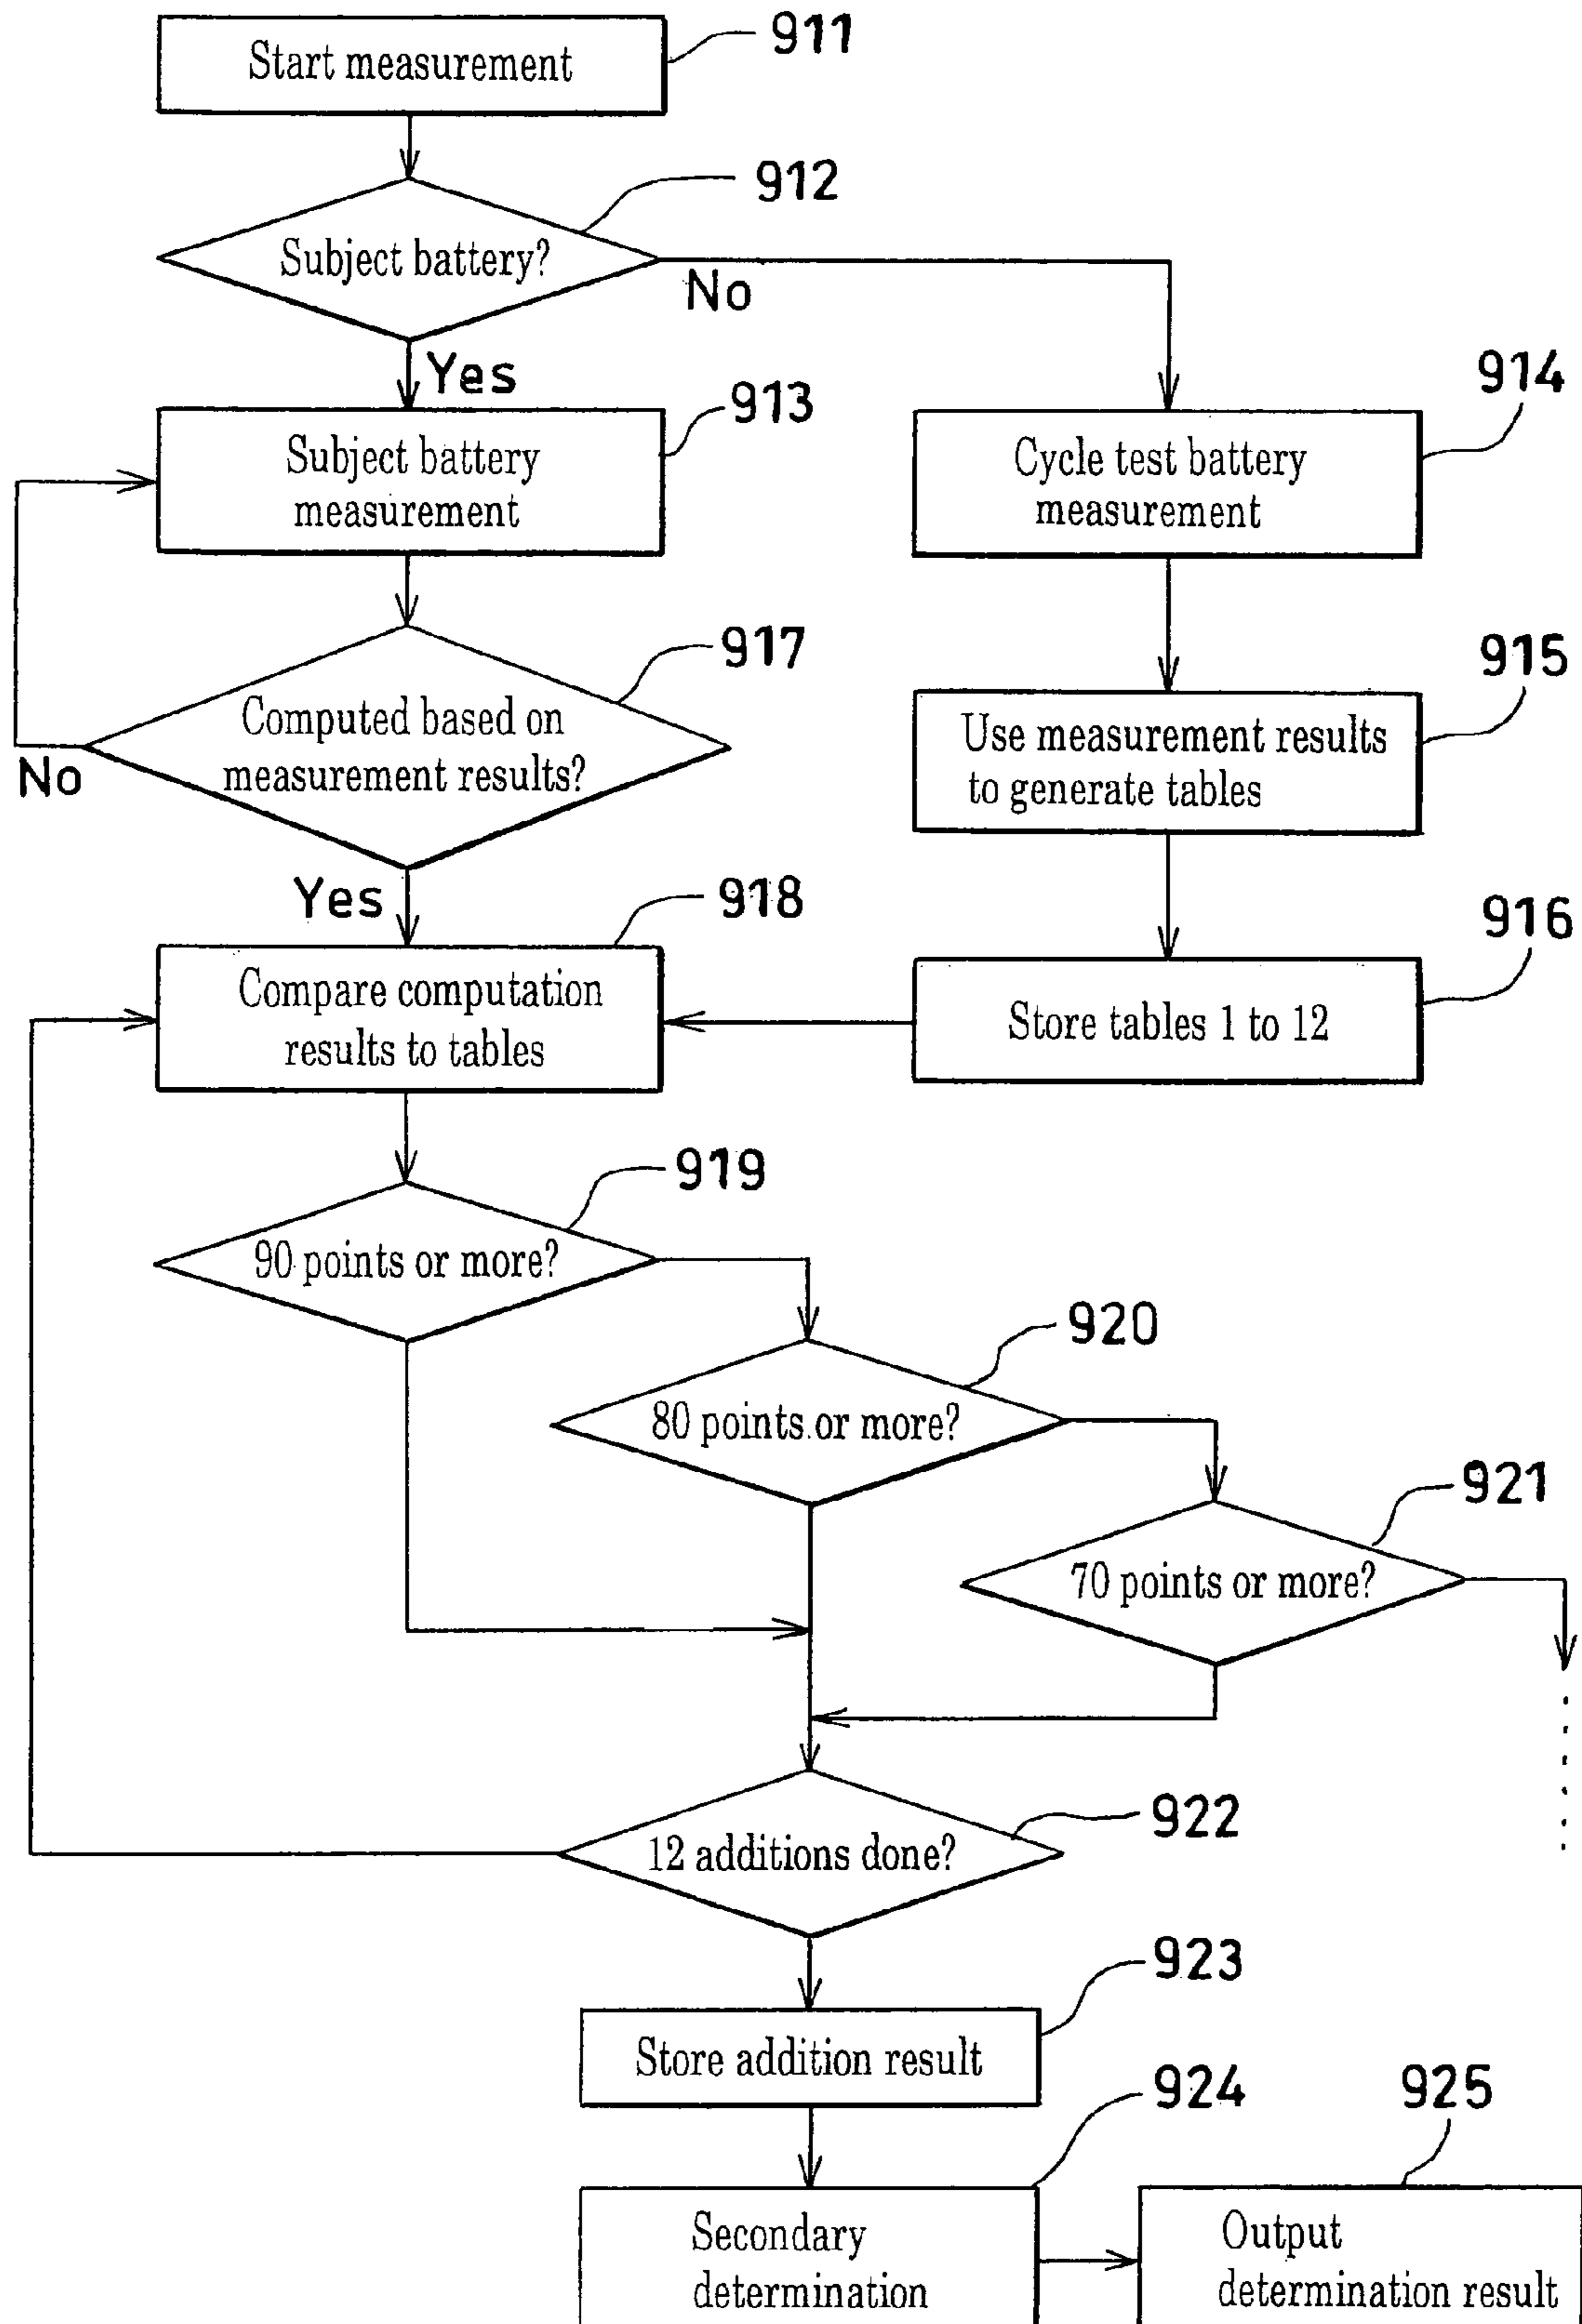 Start measurement
911
Subject battery?
912
No
Yes
Subject battery
measurement
913
Cycle test battery
measurement
914
Computed based on
measurement results?
917
No
Yes
Use measurement results
to generate tables
915
Compare computation
results to tables
918
Store tables 1 to 12
916
90 points or more?
919
80 points or more?
920
70 points or more?
921
12 additions done?
922
Store addition result
923
Secondary
determination
924
Output
determination result
925